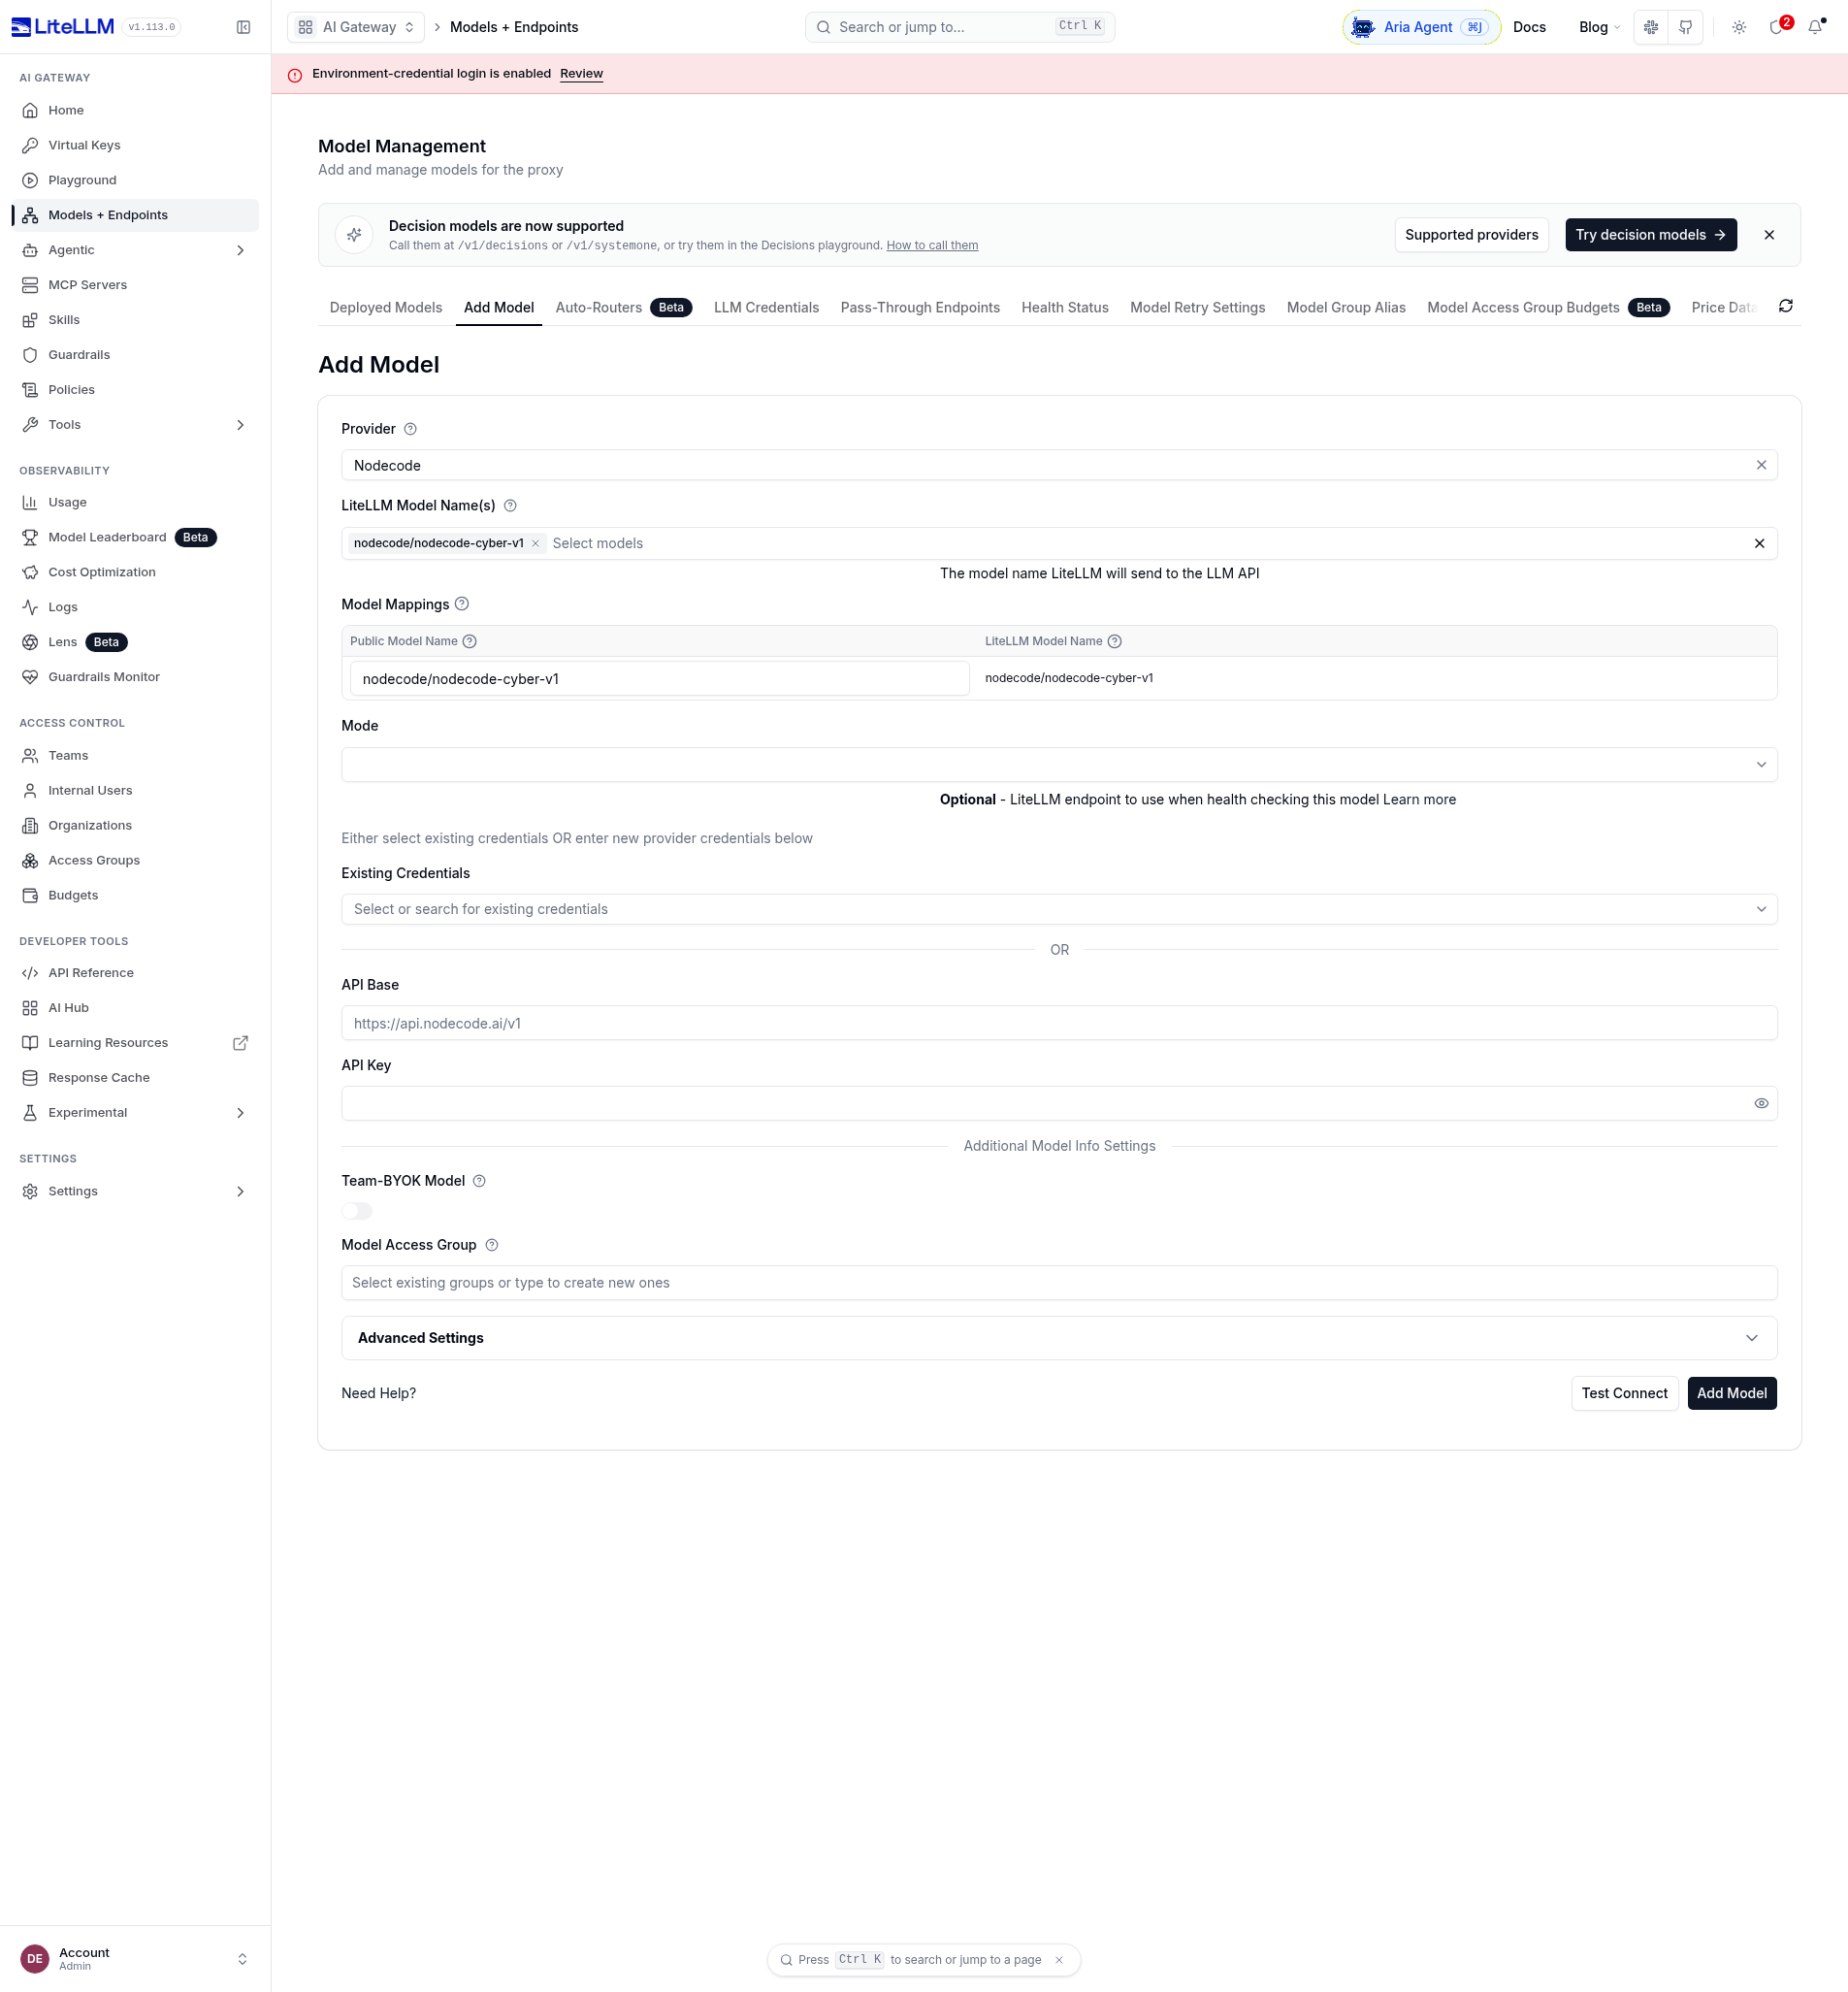 LiteLLM v1.113.0
AI GATEWAY
Home
Virtual Keys
Playground
Models + Endpoints
Agentic
MCP Servers
Skills
Guardrails
Policies
Tools
OBSERVABILITY
Usage
Model Leaderboard Beta
Cost Optimization
Logs
Lens Beta
Guardrails Monitor
ACCESS CONTROL
Teams
Internal Users
Organizations
Access Groups
Budgets
DEVELOPER TOOLS
API Reference
AI Hub
Learning Resources
Response Cache
Experimental
SETTINGS
Settings
DE Account
Admin
AI Gateway > Models + Endpoints Search or jump to... Ctrl K Aria Agent ⌘J Docs Blog 2
Environment-credential login is enabled Review
Model Management
Add and manage models for the proxy
Decision models are now supported
Call them at /v1/decisions or /v1/systemone, or try them in the Decisions playground. How to call them
Supported providers Try decision models →
Deployed Models Add Model Auto-Routers Beta LLM Credentials Pass-Through Endpoints Health Status Model Retry Settings Model Group Alias Model Access Group Budgets Beta Price Data
Add Model
Provider
Nodecode
LiteLLM Model Name(s)
nodecode/nodecode-cyber-v1 Select models
The model name LiteLLM will send to the LLM API
Model Mappings
Public Model Name LiteLLM Model Name
nodecode/nodecode-cyber-v1 nodecode/nodecode-cyber-v1
Mode
Optional - LiteLLM endpoint to use when health checking this model Learn more
Either select existing credentials OR enter new provider credentials below
Existing Credentials
Select or search for existing credentials
OR
API Base
https://api.nodecode.ai/v1
API Key
Additional Model Info Settings
Team-BYOK Model
Model Access Group
Select existing groups or type to create new ones
Advanced Settings
Need Help? Test Connect Add Model
Press Ctrl K to search or jump to a page